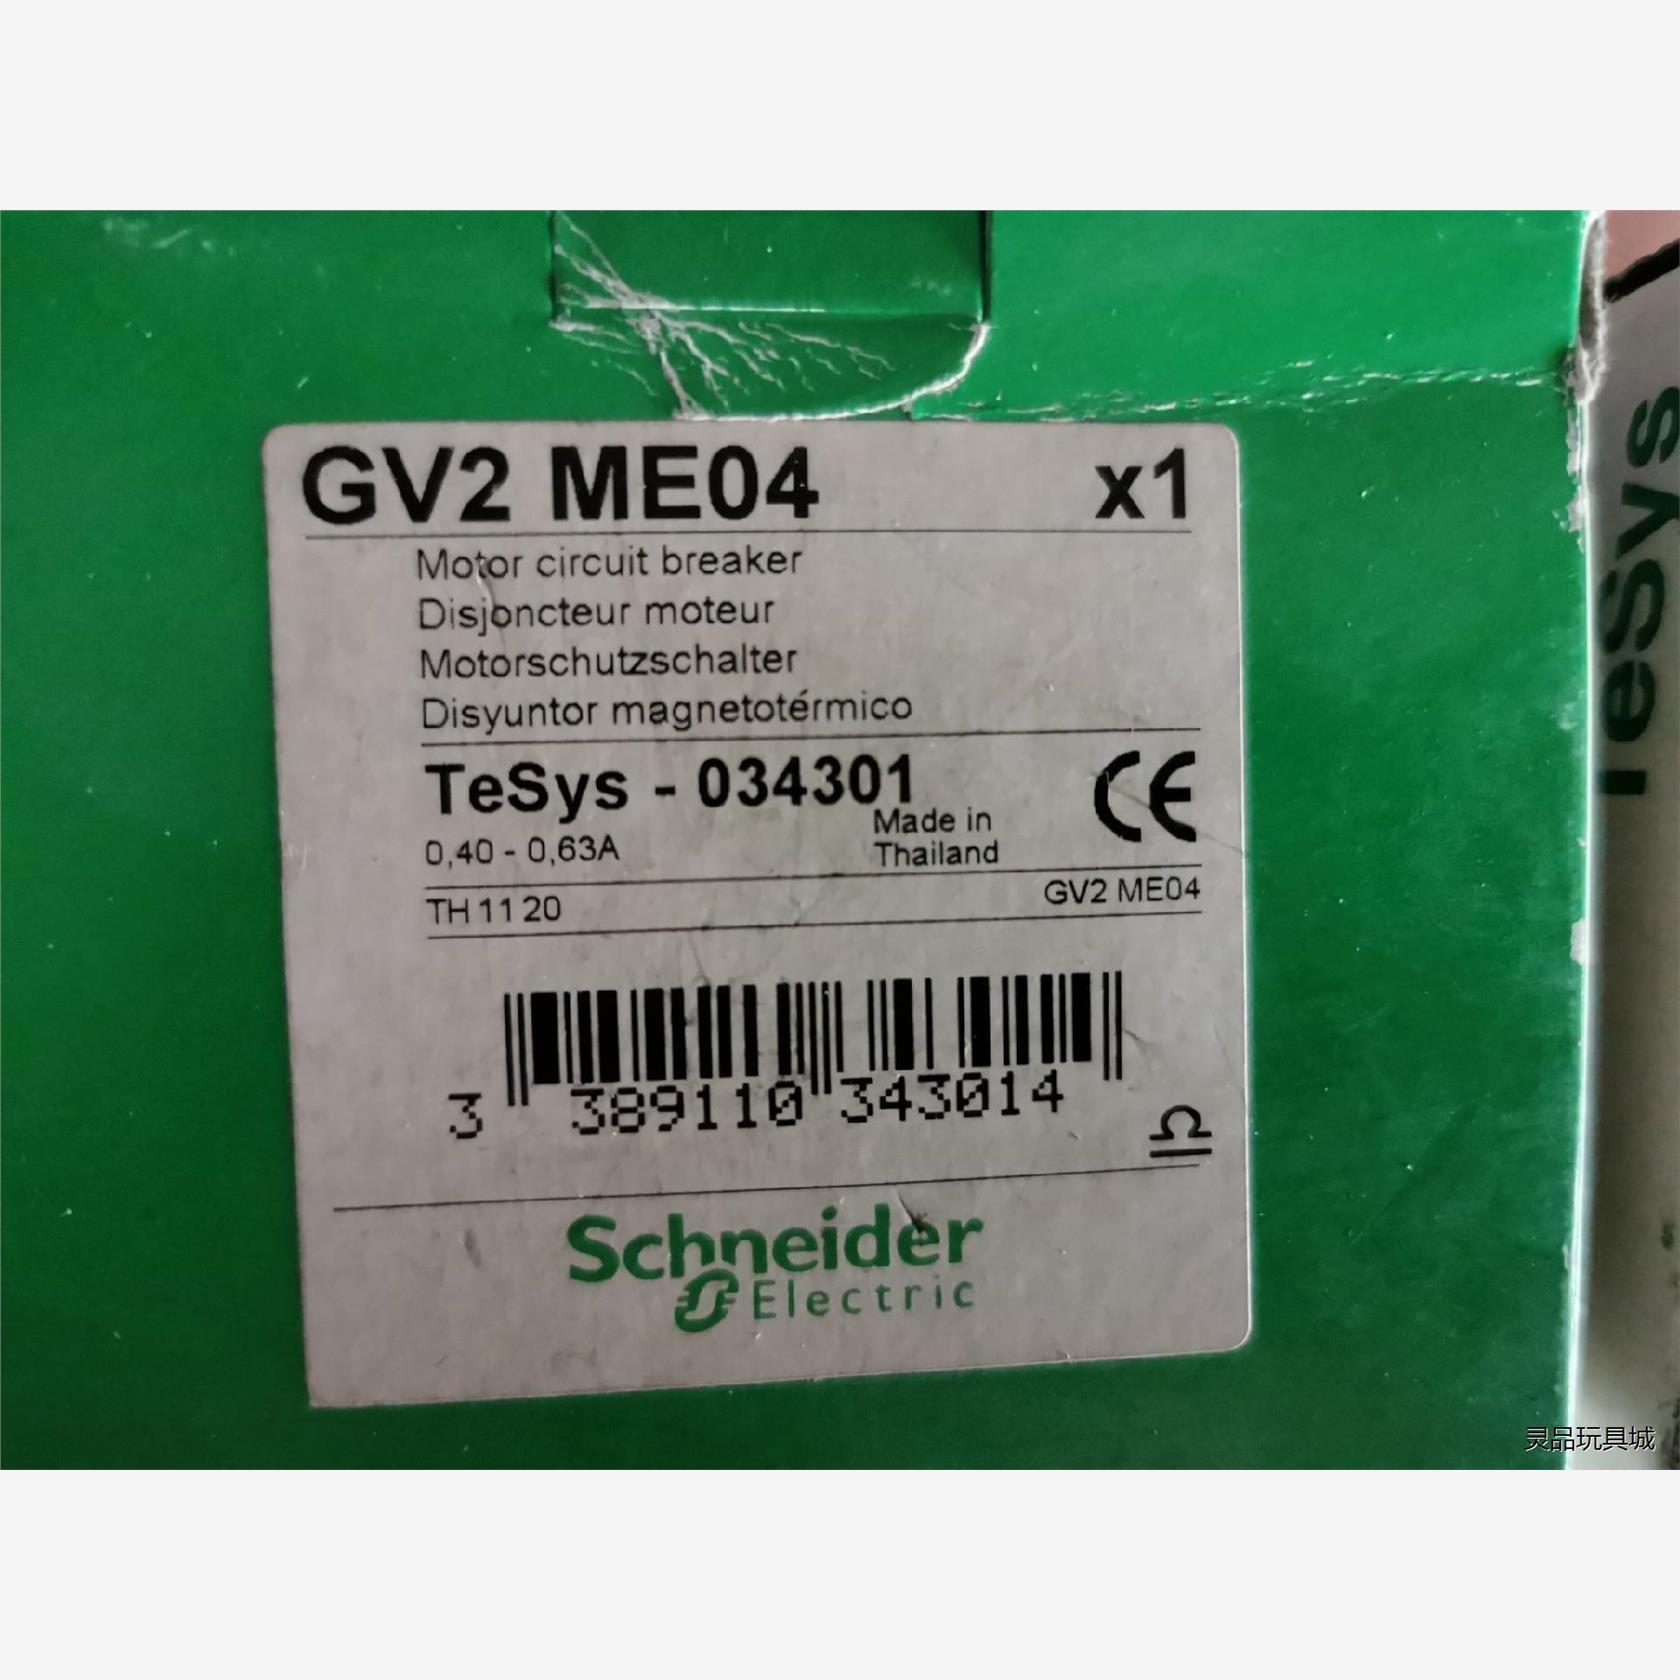 GV2 ME04 x1
Motor circuit breaker
Disjoncteur moteur
Motorschutzschalter
Disyuntor magnetotérmico
TeSys - 034301
CE
0,40 - 0,63A
Made in
Thailand
TH 11 20
GV2 ME04
3 389110 343014
Schneider
Electric
TeSys
灵品玩具城